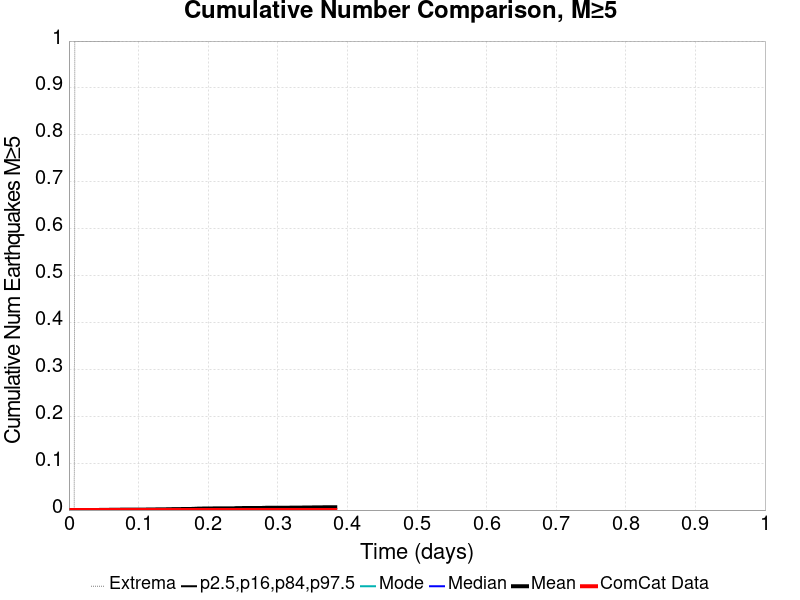 Cumulative Number Comparison, M≥5
Cumulative Num Earthquakes M≥5
1
0.9
0.8
0.7
0.6
0.5
0.4
0.3
0.2
0.1
0
0 0.1 0.2 0.3 0.4 0.5 0.6 0.7 0.8 0.9 1
Time (days)
Extrema p2.5,p16,p84,p97.5 Mode Median Mean ComCat Data